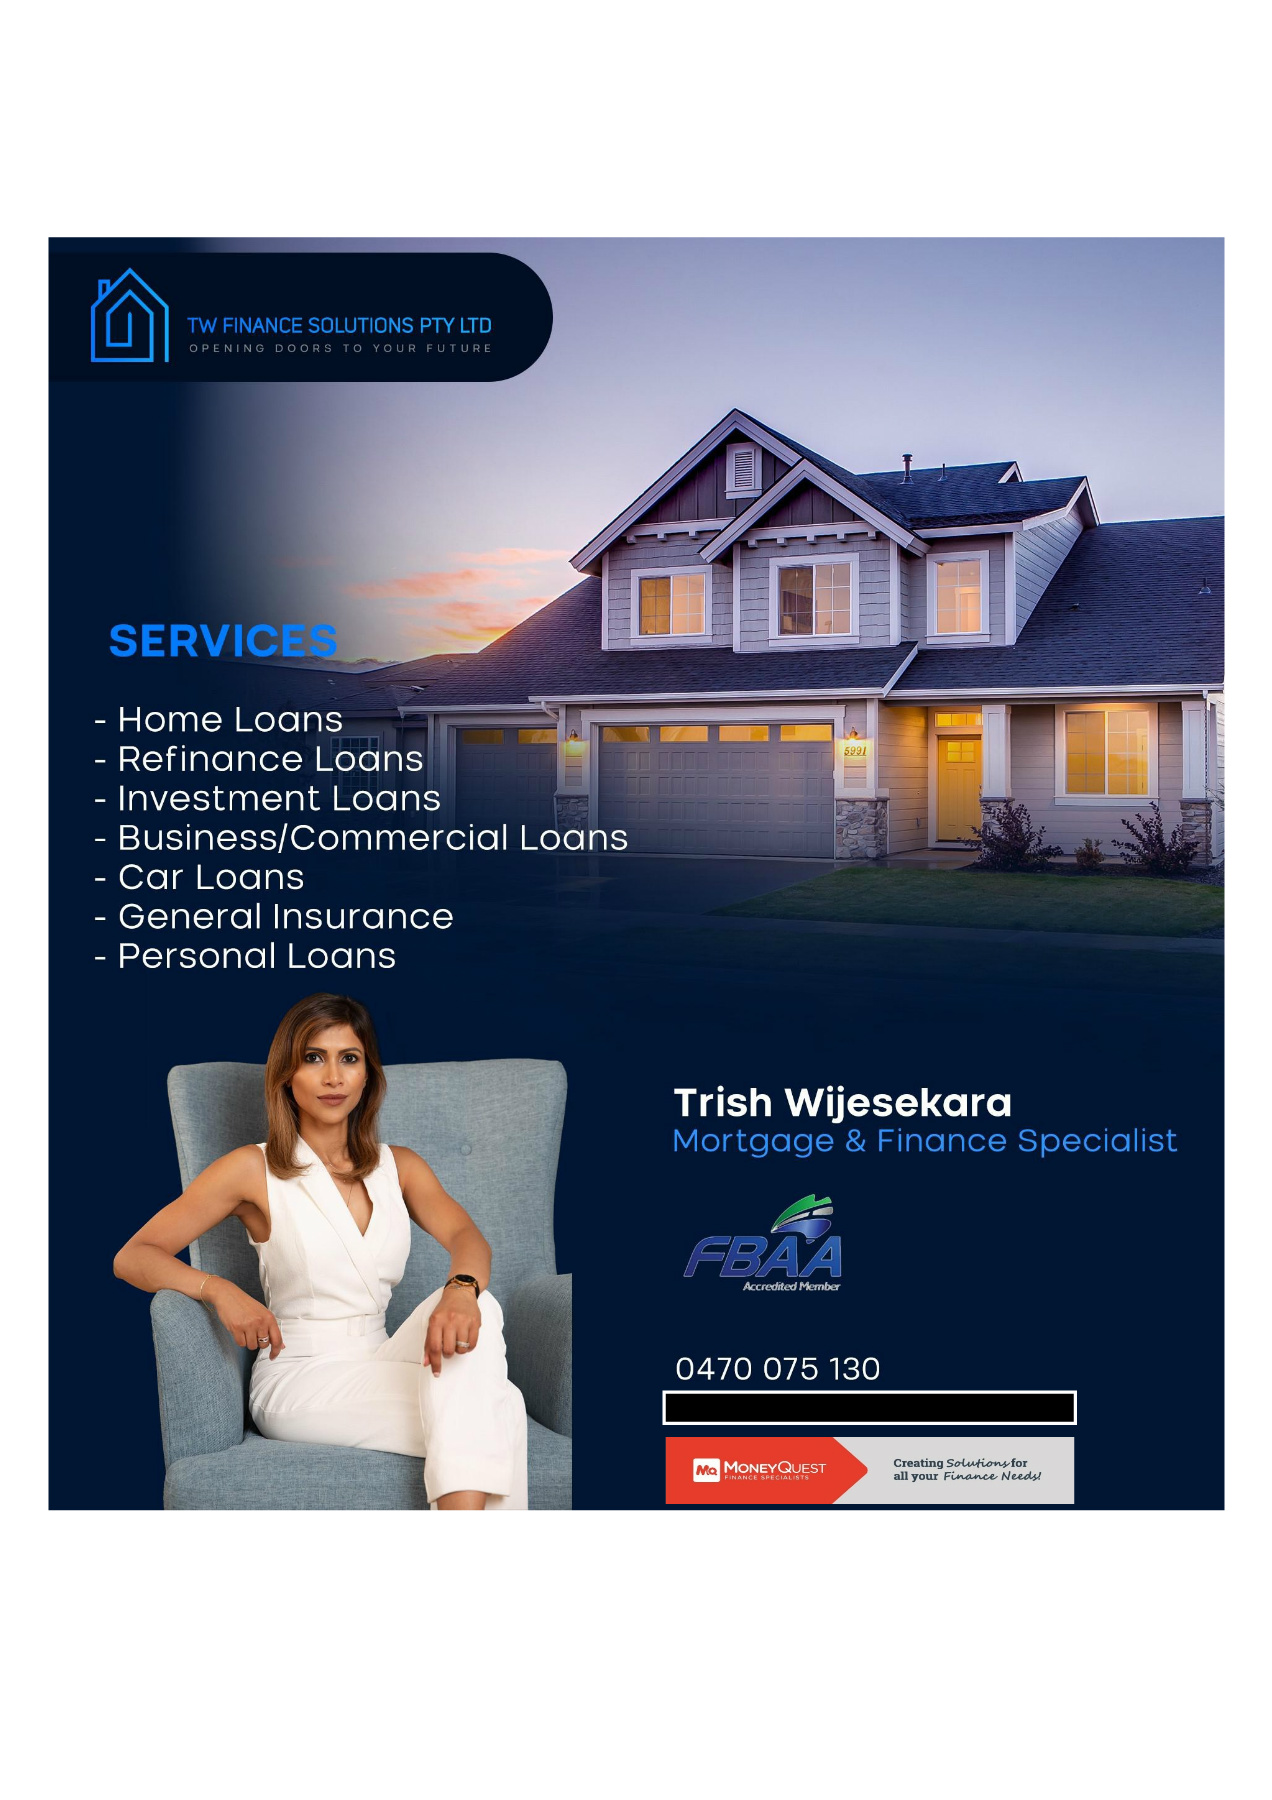 TW FINANCE SOLUTIONS PTY LTD
OPENING DOORS TO YOUR FUTURE
5991
SERVICES
- Home Loans
- Refinance Loans
- Investment Loans
- Business/Commercial Loans
- Car Loans
- General Insurance
- Personal Loans
Trish Wijesekara
Mortgage & Finance Specialist
FBAA
Accredited Member
0470 075 130
MQ MONEYQUEST
FINANCE SPECIALISTS
Creating Solutions for
all your Finance Needs!